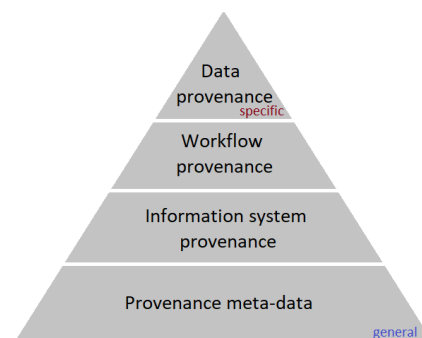 Data
provenance
specific
Workflow
provenance
Information system
provenance
Provenance meta-data
general